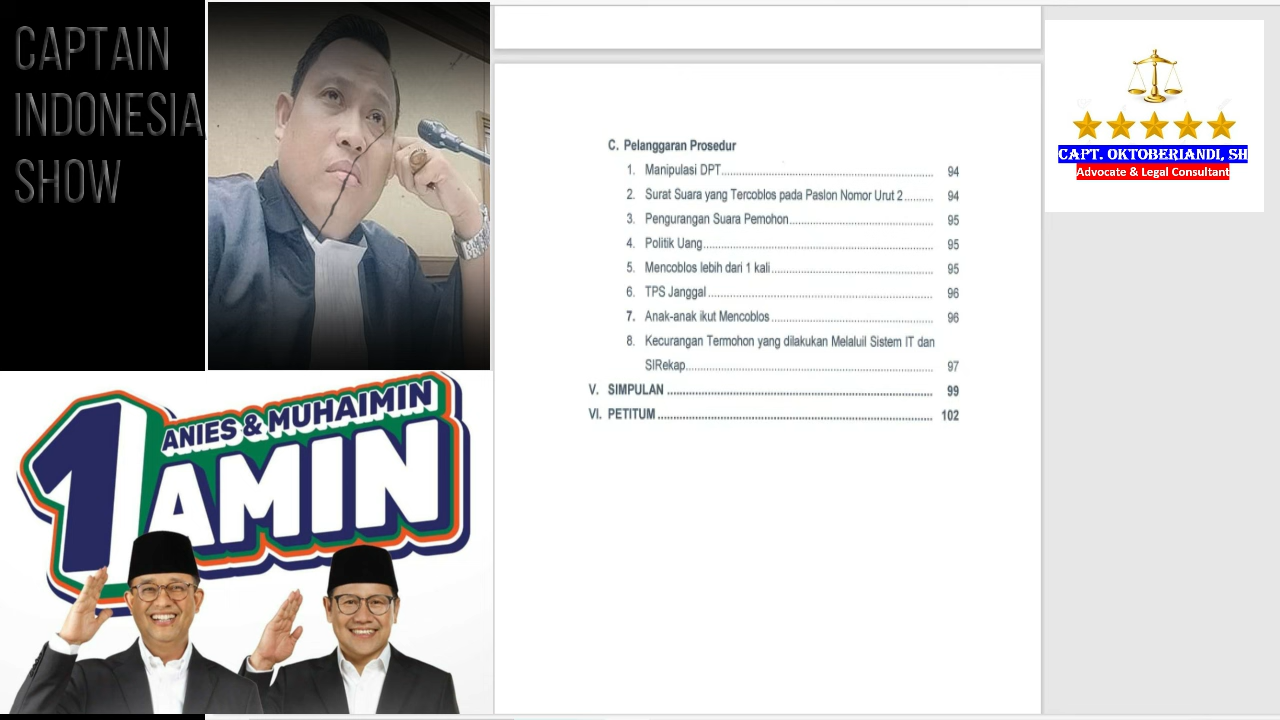 CAPTAIN
INDONESIA
SHOW
C. Pelanggaran Prosedur
1. Manipulasi DPT........................................ 94
2. Surat Suara yang Tercoblos pada Paslon Nomor Urut 2.......... 94
3. Pengurangan Suara Pemohon........................................ 95
4. Politik Uang........................................ 95
5. Mencoblos lebih dari 1 kali........................................ 95
6. TPS Janggal........................................ 96
7. Anak-anak ikut Mencoblos........................................ 96
8. Kecurangan Termohon yang dilakukan Melaluil Sistem IT dan
SIRekap........................................ 97
V. SIMPULAN ........................................ 99
VI. PETITUM ........................................ 102
CAPT. OKTOBERIANDI, SH
Advocate & Legal Consultant
1
ANIES & MUHAIMIN
AMIN